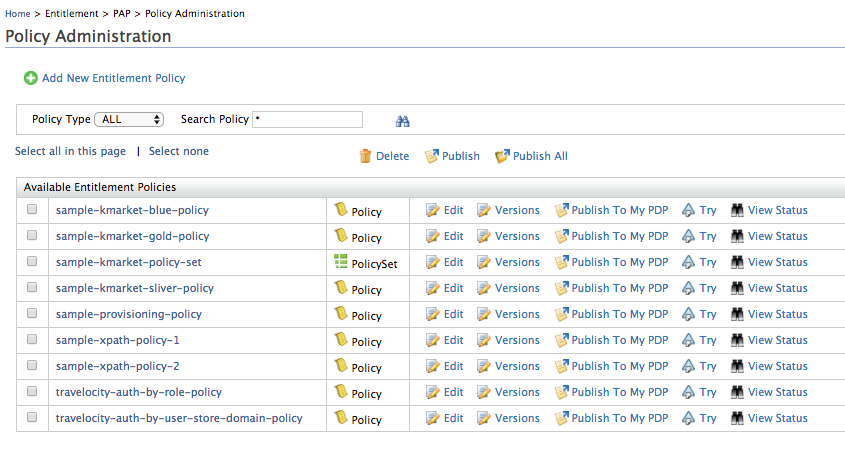 Home > Entitlement > PAP > Policy Administration
Policy Administration
Add New Entitlement Policy
Policy Type ALL Search Policy *
Select all in this page | Select none Delete Publish Publish All
Available Entitlement Policies
sample-kmarket-blue-policy Policy Edit Versions Publish To My PDP Try View Status
sample-kmarket-gold-policy Policy Edit Versions Publish To My PDP Try View Status
sample-kmarket-policy-set PolicySet Edit Versions Publish To My PDP Try View Status
sample-kmarket-sliver-policy Policy Edit Versions Publish To My PDP Try View Status
sample-provisioning-policy Policy Edit Versions Publish To My PDP Try View Status
sample-xpath-policy-1 Policy Edit Versions Publish To My PDP Try View Status
sample-xpath-policy-2 Policy Edit Versions Publish To My PDP Try View Status
travelocity-auth-by-role-policy Policy Edit Versions Publish To My PDP Try View Status
travelocity-auth-by-user-store-domain-policy Policy Edit Versions Publish To My PDP Try View Status